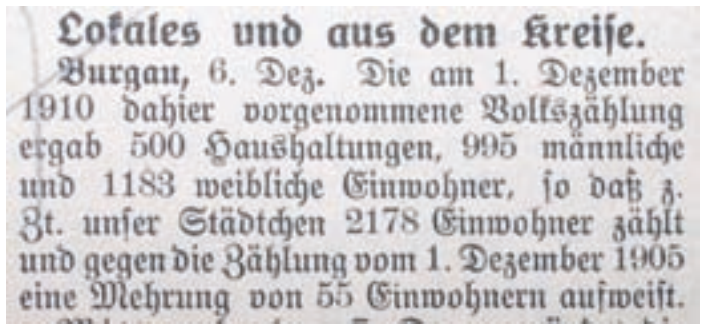 Lokales und aus dem Kreise.
Burgau, 6. Dez. Die am 1. Dezember
1910 dahier vorgenommene Volkszählung
ergab 500 Haushaltungen, 995 männliche
und 1183 weibliche Einwohner, so daß z.
Zt. unser Städtchen 2178 Einwohner zählt
und gegen die Zählung vom 1. Dezember 1905
eine Mehrung von 55 Einwohnern aufweist.